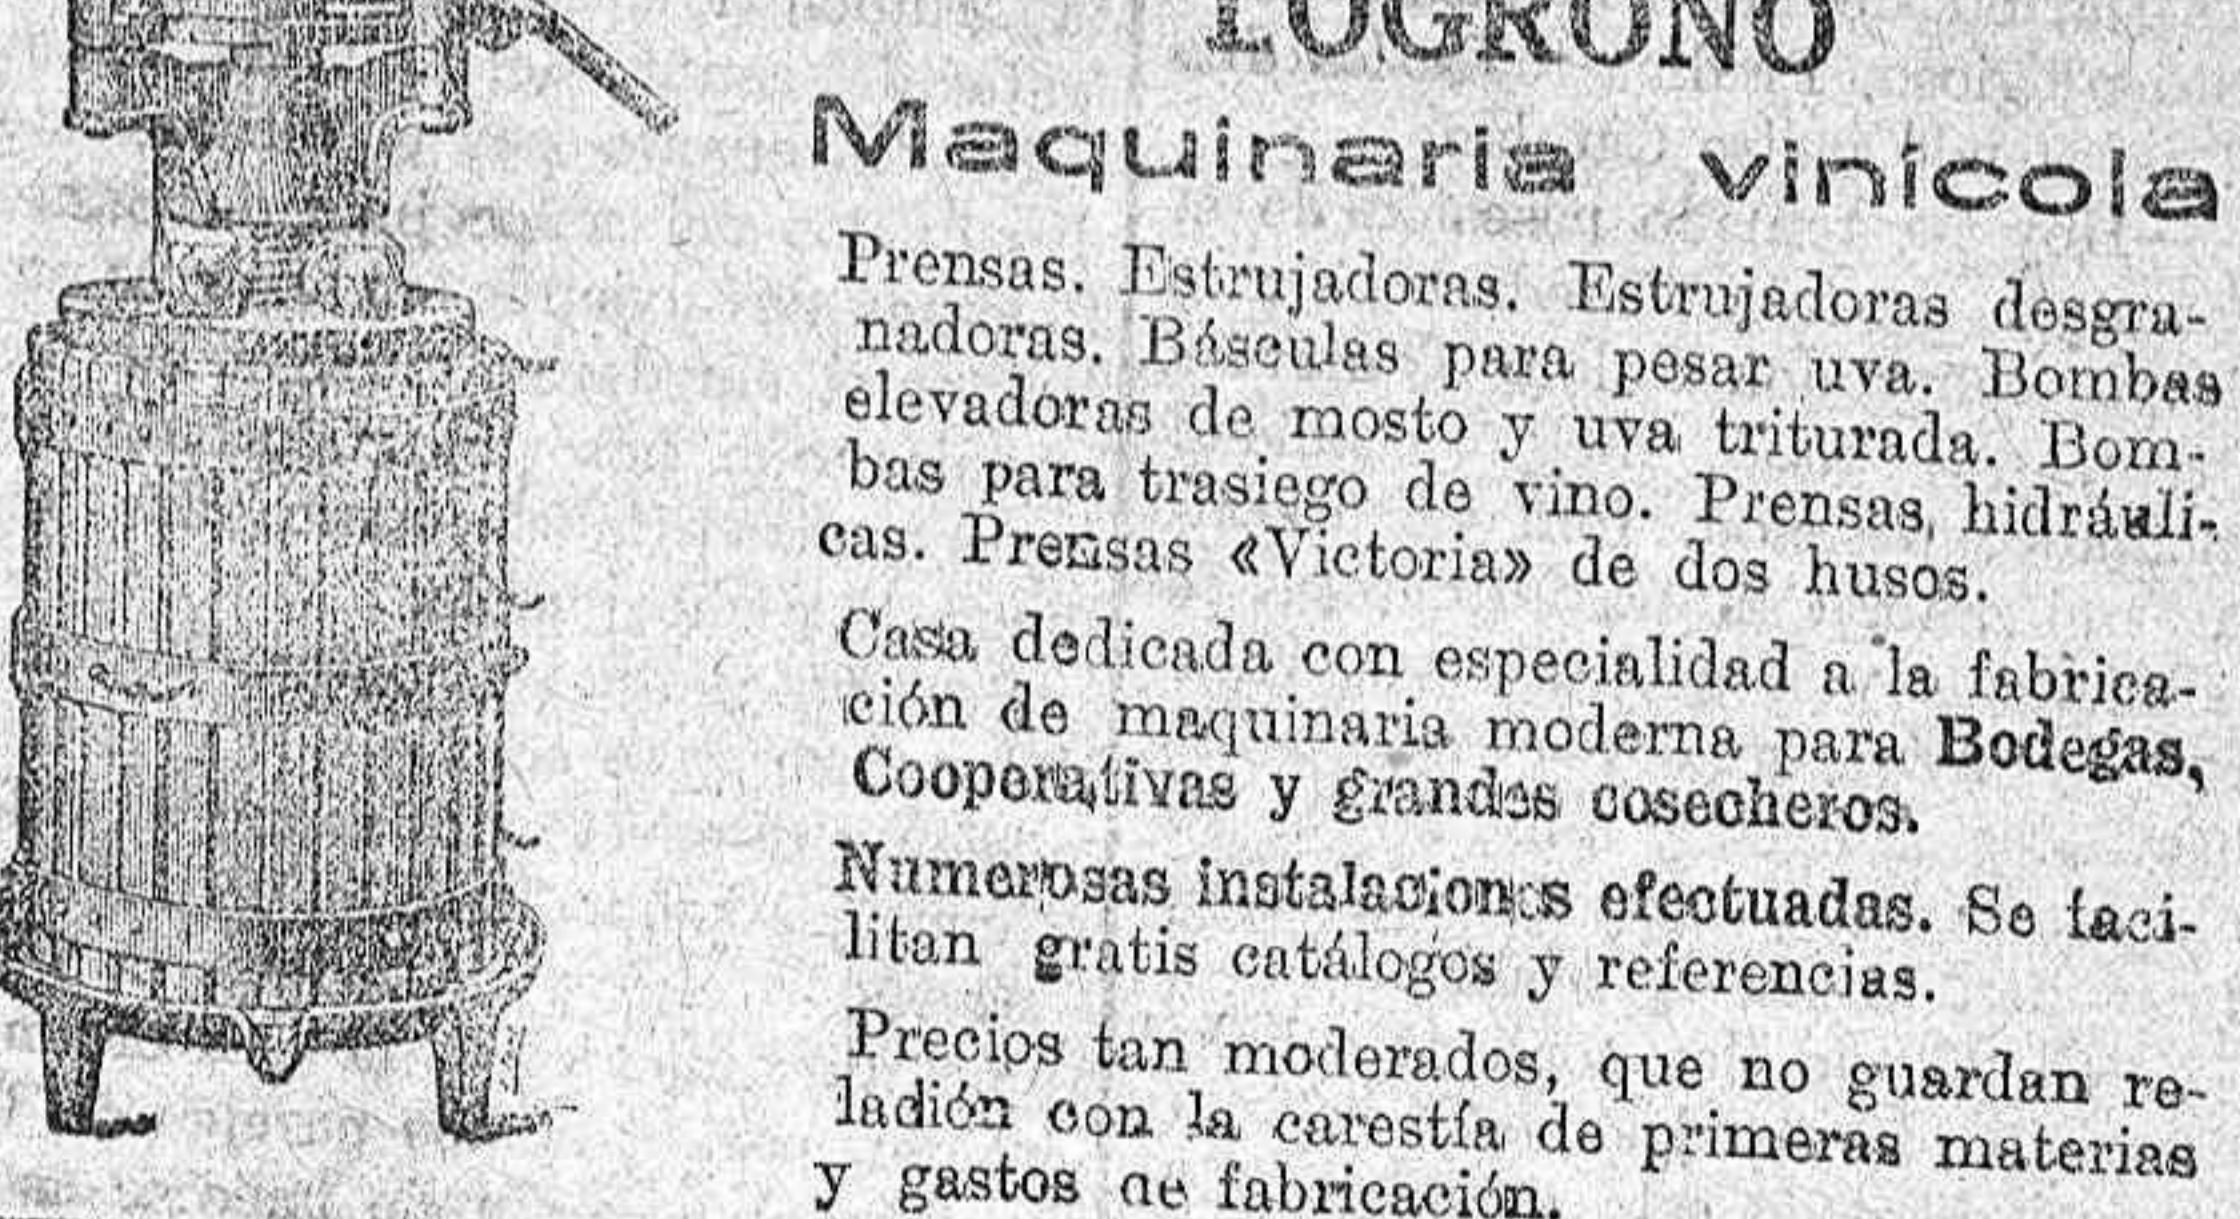 LOGROÑO
Maquinaria vinícola
Prensas. Estrujadoras. Estrujadoras desgra-
nadoras. Básculas para pesar uva. Bombas
elevadoras de mosto y uva triturada. Bom-
bas para trasiego de vino. Prensas hidráuli-
cas. Prensas «Victoria» de dos husos.
Casa dedicada con especialidad a la fabrica-
ción de maquinaria moderna para Bodegas,
Cooperativas y grandes cosecheros.
Numerosas instalaciones efectuadas. Se faci-
litan gratis catálogos y referencias.
Precios tan moderados, que no guardan re-
ladión con la carestía de primeras materias
y gastos de fabricación.